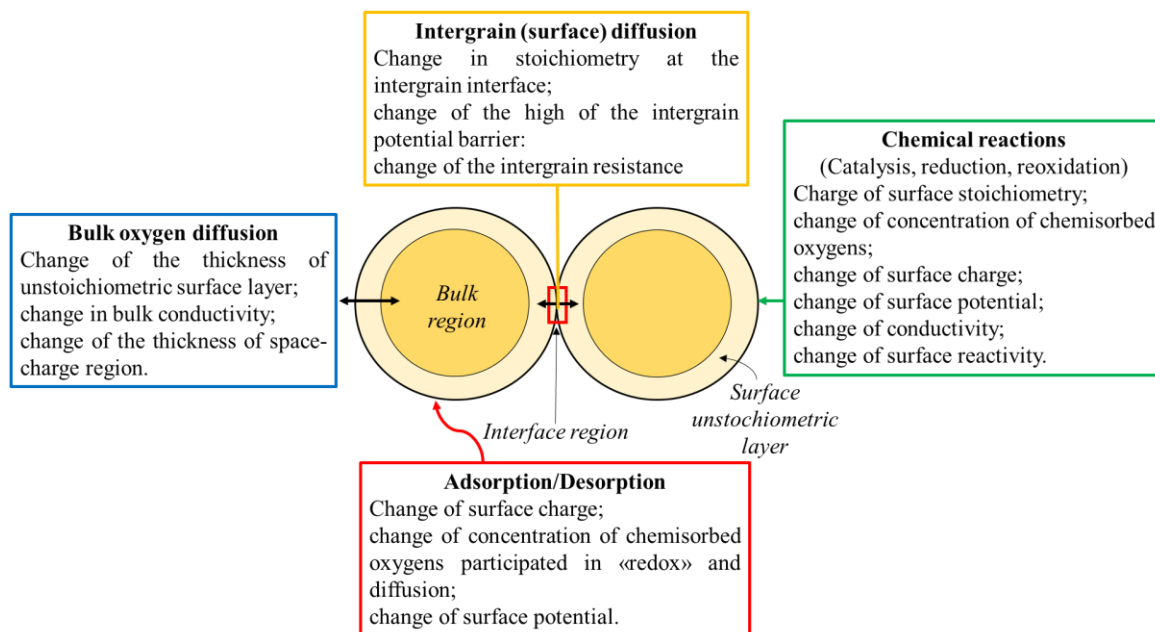 Intergrain (surface) diffusion
Change in stoichiometry at the
intergrain interface;
change of the high of the intergrain
potential barrier:
change of the intergrain resistance
Chemical reactions
(Catalysis, reduction, reoxidation)
Charge of surface stoichiometry;
change of concentration of chemisorbed
oxygens;
change of surface charge;
change of surface potential;
change of conductivity;
change of surface reactivity.
Bulk oxygen diffusion
Change of the thickness of
unstoichiometric surface layer;
change in bulk conductivity;
change of the thickness of space-
charge region.
Bulk
region
Interface region
Surface
unstochiometric
layer
Adsorption/Desorption
Change of surface charge;
change of concentration of chemisorbed
oxygens participated in «redox» and
diffusion;
change of surface potential.